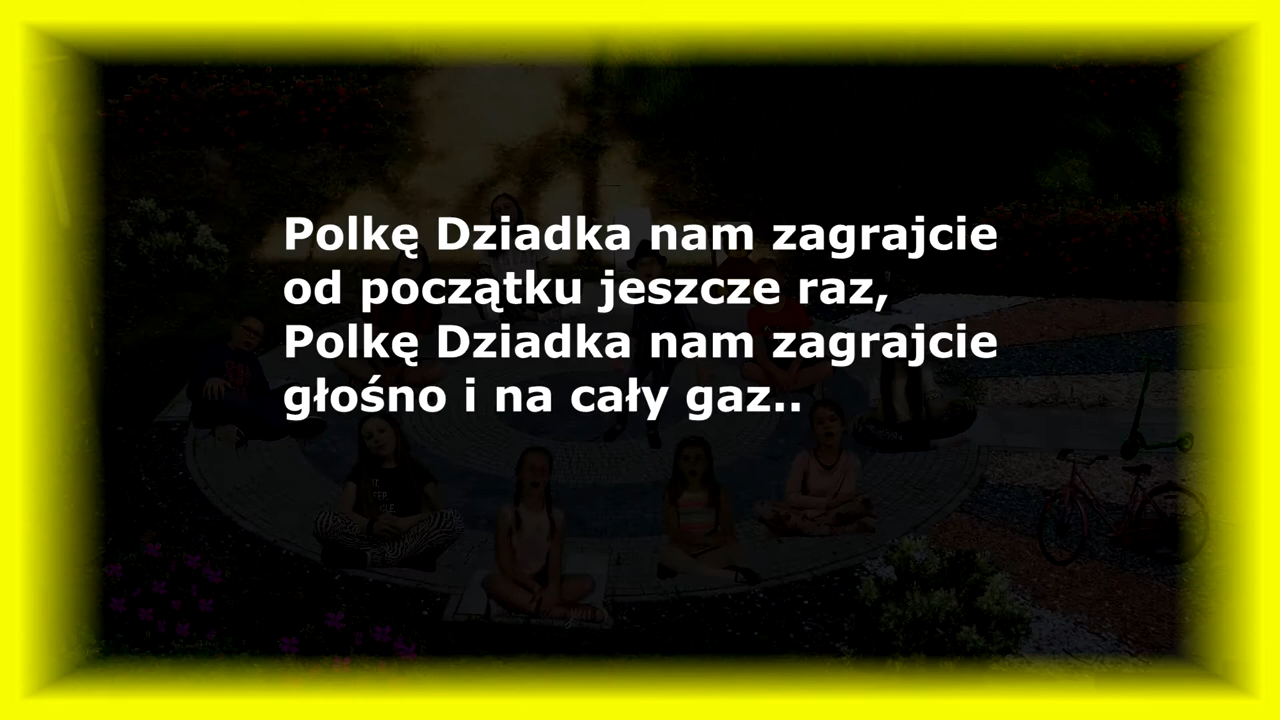 Polkę Dziadka nam zagrajcie
od początku jeszcze raz,
Polkę Dziadka nam zagrajcie
głośno i na cały gaz..